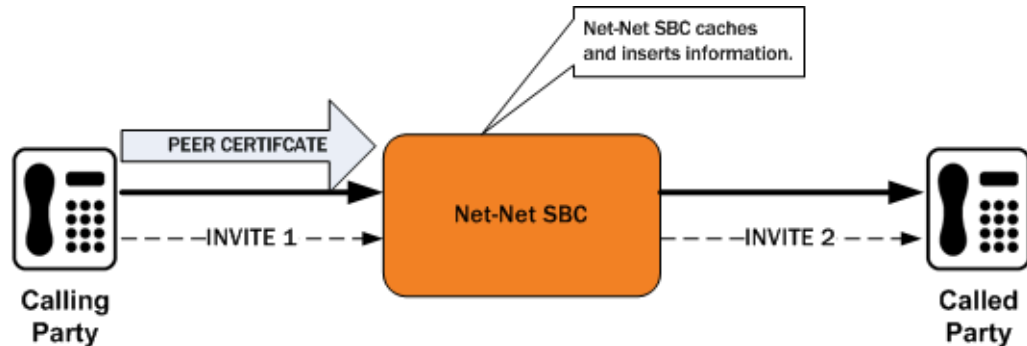 Net-Net SBC caches
and inserts information.
PEER CERTIFCATE
Net-Net SBC
INVITE 1
INVITE 2
Calling
Party
Called
Party